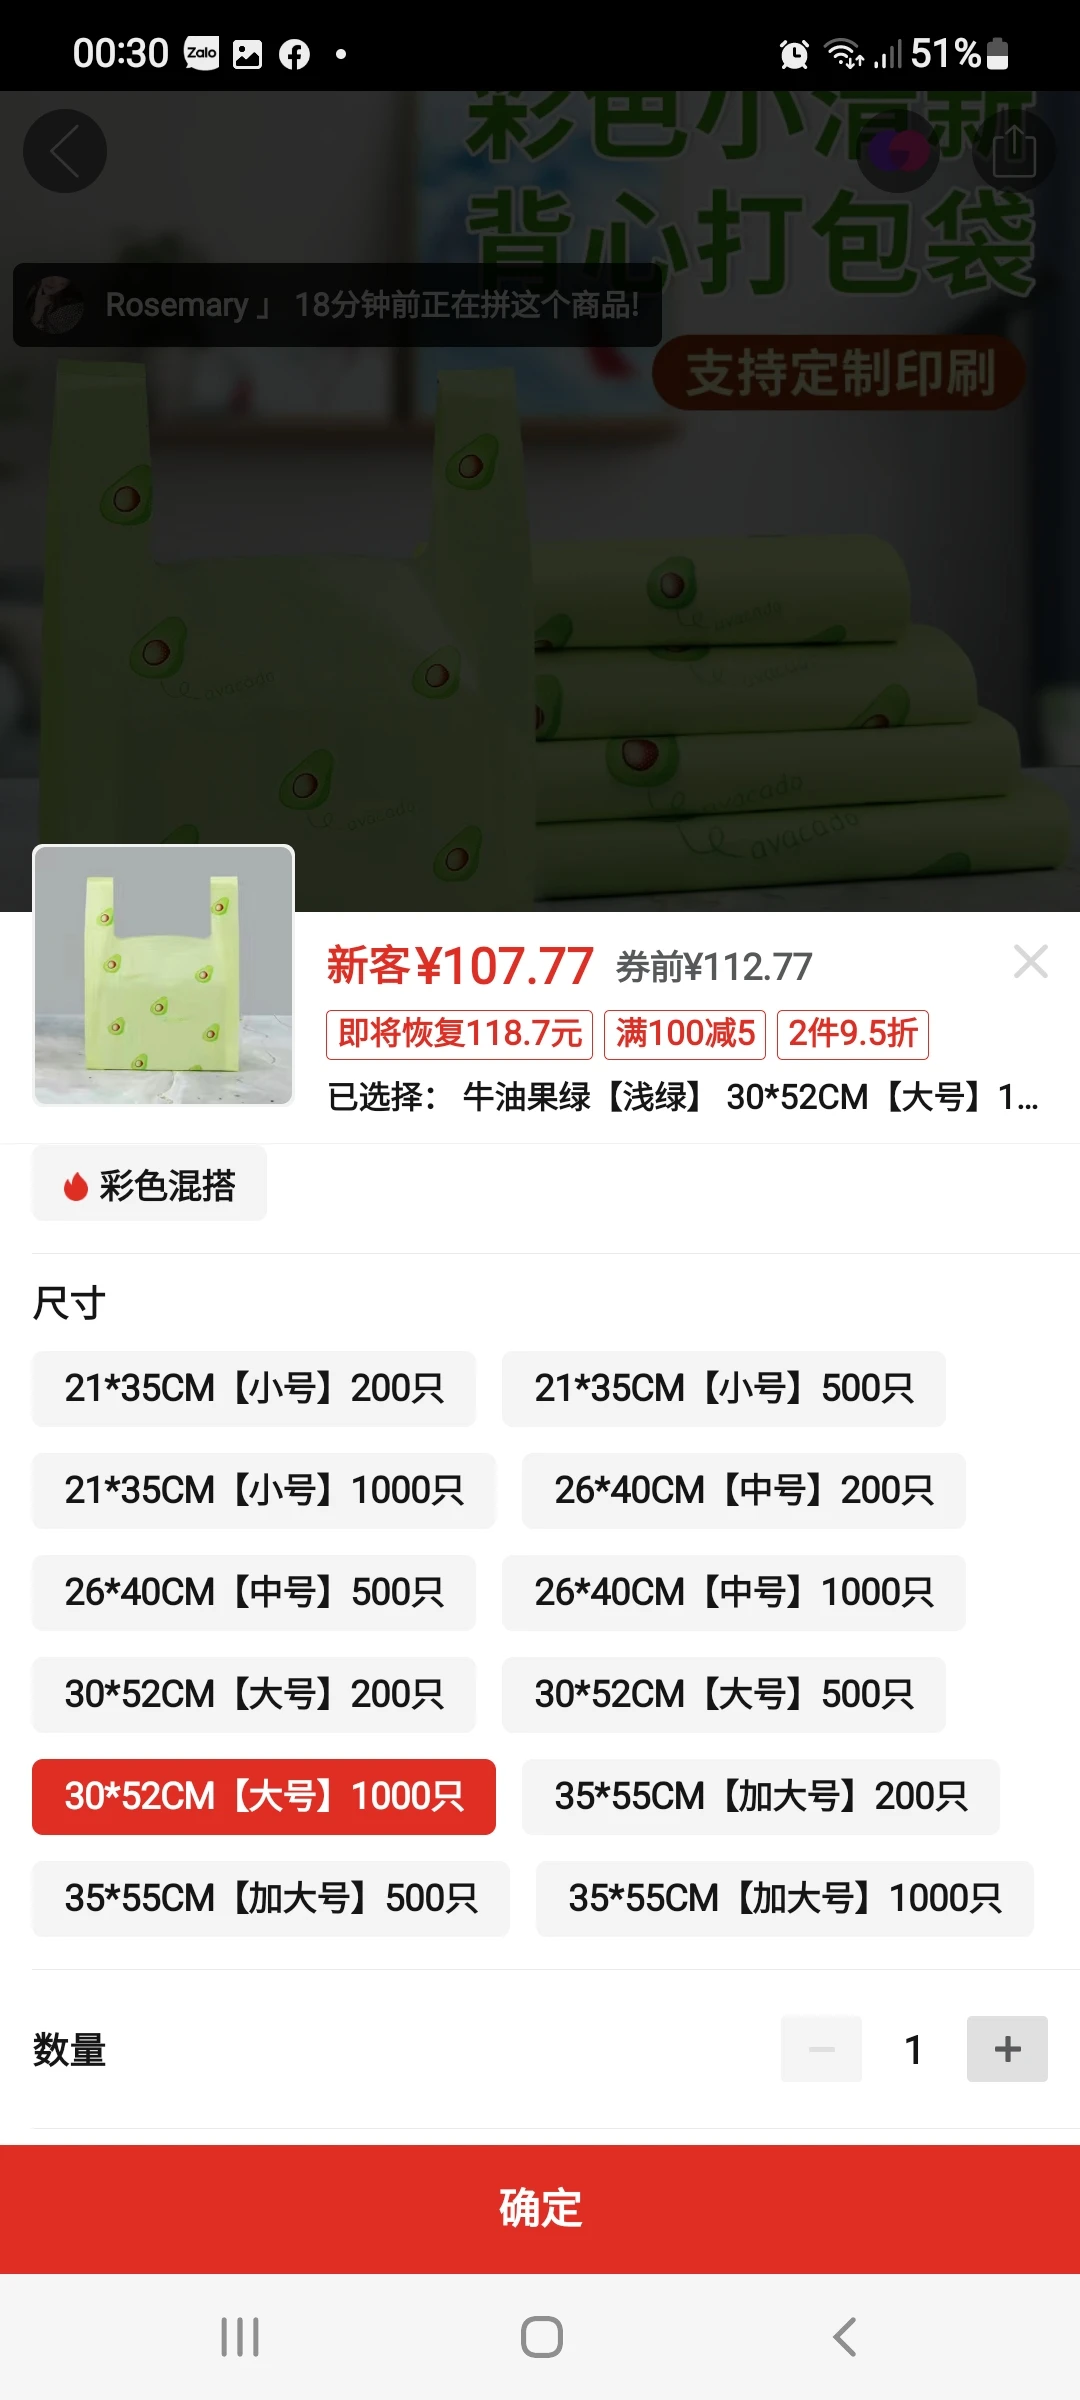 00:30 Zalo 51%
彩色小清新
背心打包袋
Rosemary 」 18分钟前正在拼这个商品!
支持定制印刷
avacado
avacado
avacado
avacado
avacado
avacado
新客¥107.77 券前¥112.77
即将恢复118.7元 满100减5 2件9.5折
已选择： 牛油果绿【浅绿】 30*52CM【大号】1...
彩色混搭
尺寸
21*35CM【小号】200只 21*35CM【小号】500只
21*35CM【小号】1000只 26*40CM【中号】200只
26*40CM【中号】500只 26*40CM【中号】1000只
30*52CM【大号】200只 30*52CM【大号】500只
30*52CM【大号】1000只 35*55CM【加大号】200只
35*55CM【加大号】500只 35*55CM【加大号】1000只
数量 1
确定